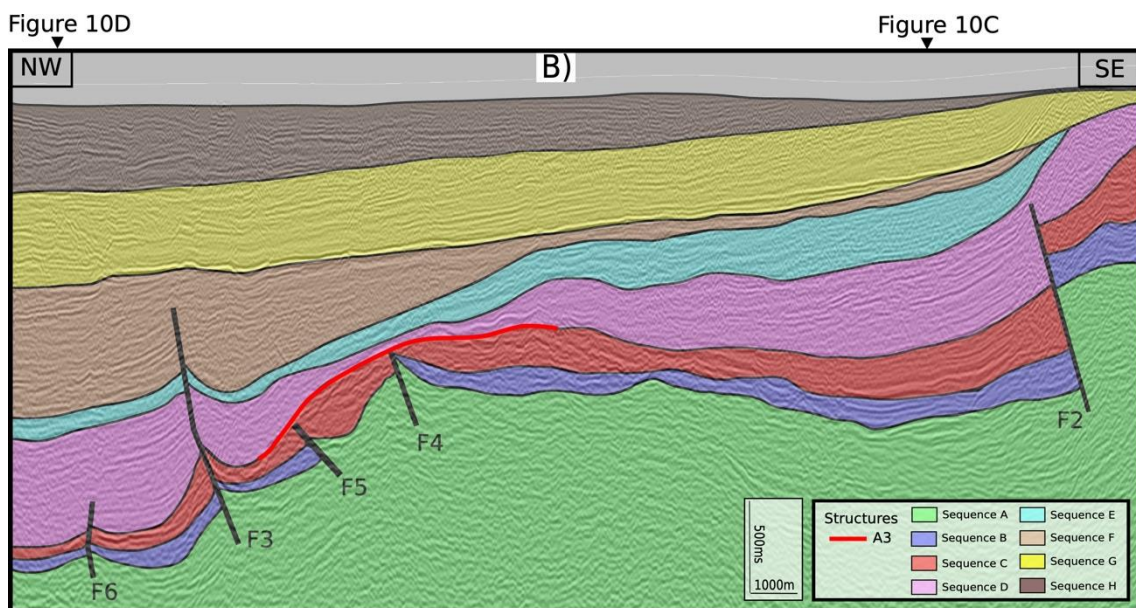 Figure 10D
Figure 10C
NW
B)
SE
F2
F4
F5
F3
F6
500ms
1000m
Structures
A3
Sequence A
Sequence B
Sequence C
Sequence D
Sequence E
Sequence F
Sequence G
Sequence H